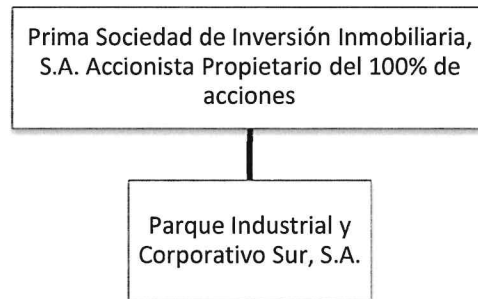 Prima Sociedad de Inversión Inmobiliaria,
S.A. Accionista Propietario del 100% de
acciones
Parque Industrial y
Corporativo Sur, S.A.